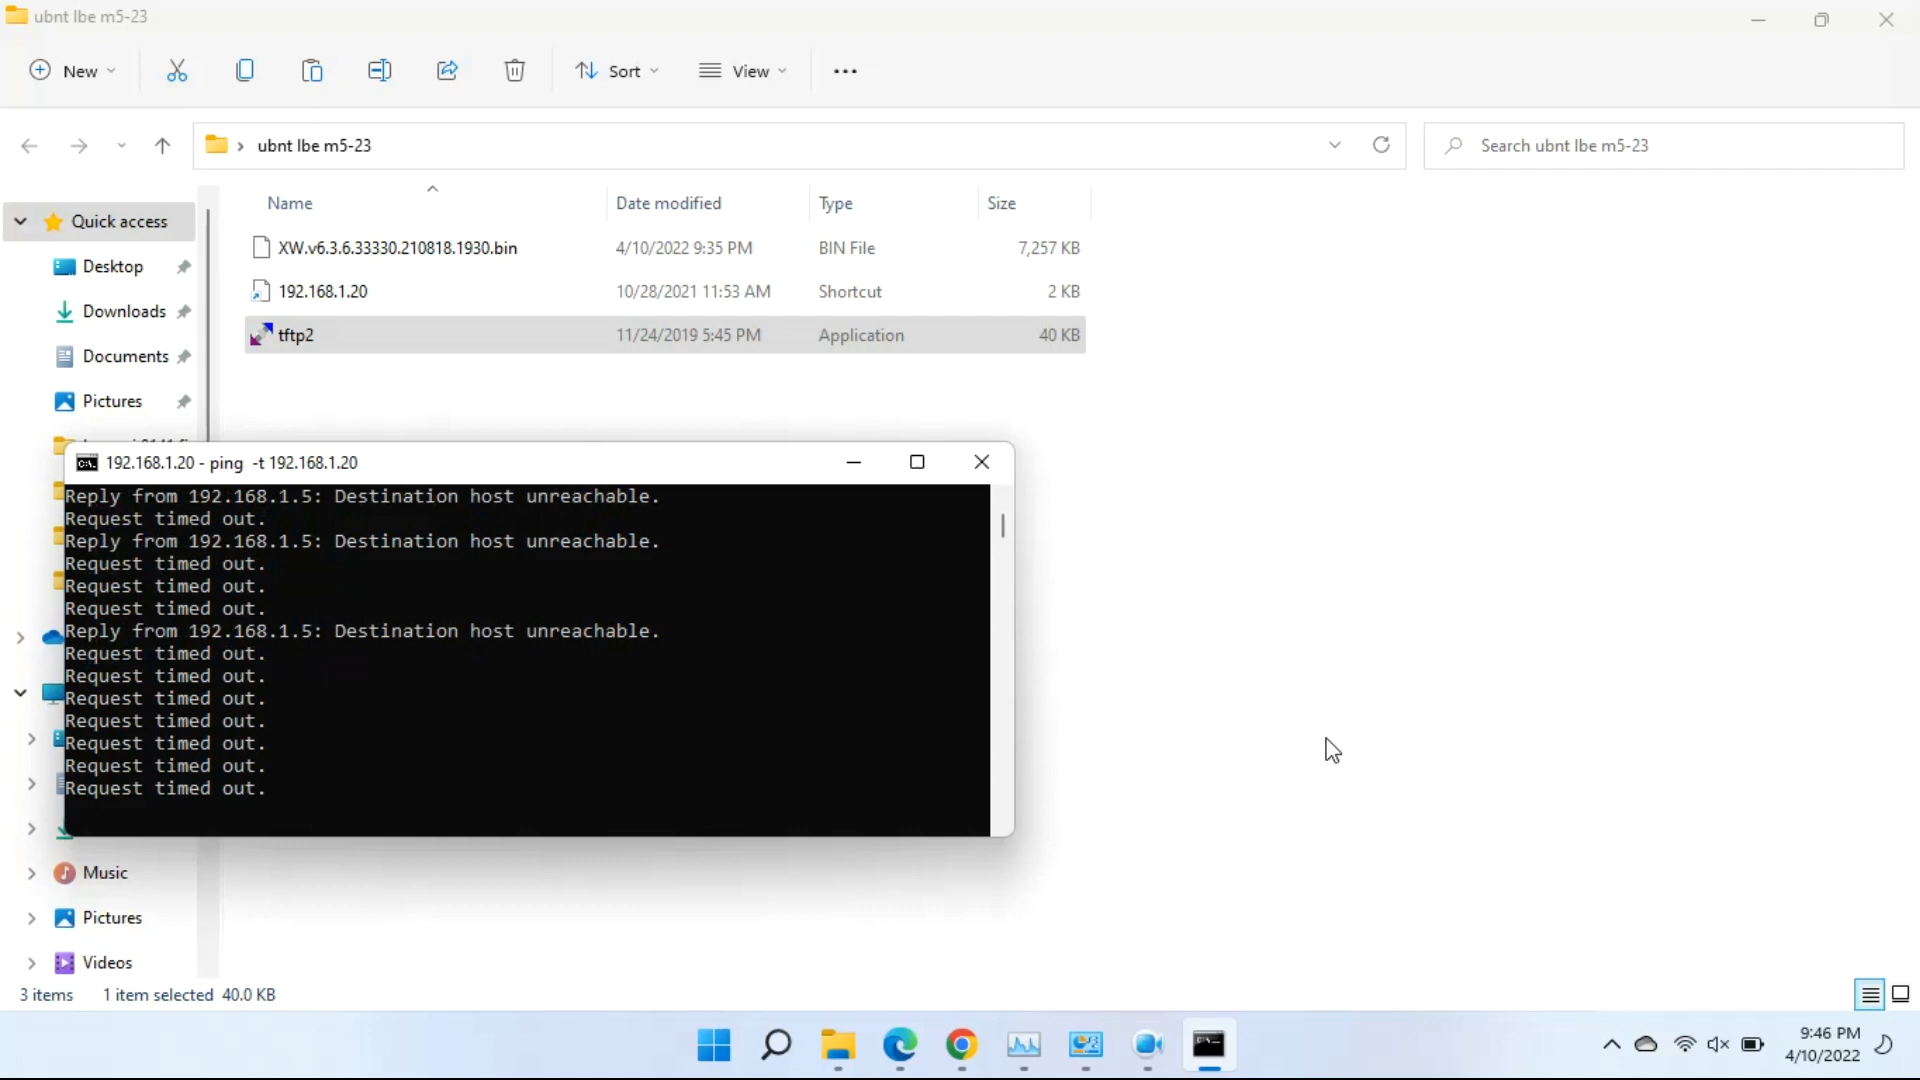 ubnt lbe m5-23
New
Sort
View
ubnt lbe m5-23
Search ubnt lbe m5-23
Quick access
Desktop
Downloads
Documents
Pictures
Music
Pictures
Videos
Name Date modified Type Size
XW.v6.3.6.33330.210818.1930.bin 4/10/2022 9:35 PM BIN File 7,257 KB
192.168.1.20 10/28/2021 11:53 AM Shortcut 2 KB
tftp2 11/24/2019 5:45 PM Application 40 KB
192.168.1.20 - ping -t 192.168.1.20
Reply from 192.168.1.5: Destination host unreachable.
Request timed out.
Reply from 192.168.1.5: Destination host unreachable.
Request timed out.
Request timed out.
Request timed out.
Reply from 192.168.1.5: Destination host unreachable.
Request timed out.
Request timed out.
Request timed out.
Request timed out.
Request timed out.
Request timed out.
Request timed out.
3 items 1 item selected 40.0 KB
9:46 PM
4/10/2022